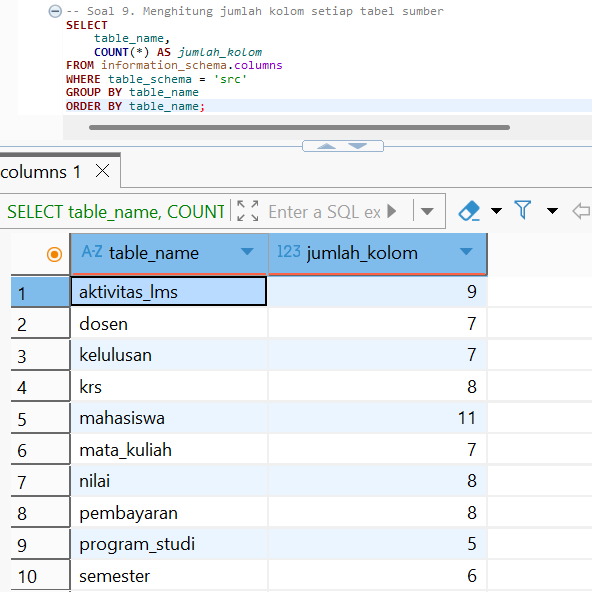 -- Soal 9. Menghitung jumlah kolom setiap tabel sumber
SELECT
table_name,
COUNT(*) AS jumlah_kolom
FROM information_schema.columns
WHERE table_schema = 'src'
GROUP BY table_name
ORDER BY table_name;
columns 1
SELECT table_name, COUNT Enter a SQL ex
A-Z table_name 123 jumlah_kolom
1 aktivitas_lms 9
2 dosen 7
3 kelulusan 7
4 krs 8
5 mahasiswa 11
6 mata_kuliah 7
7 nilai 8
8 pembayaran 8
9 program_studi 5
10 semester 6